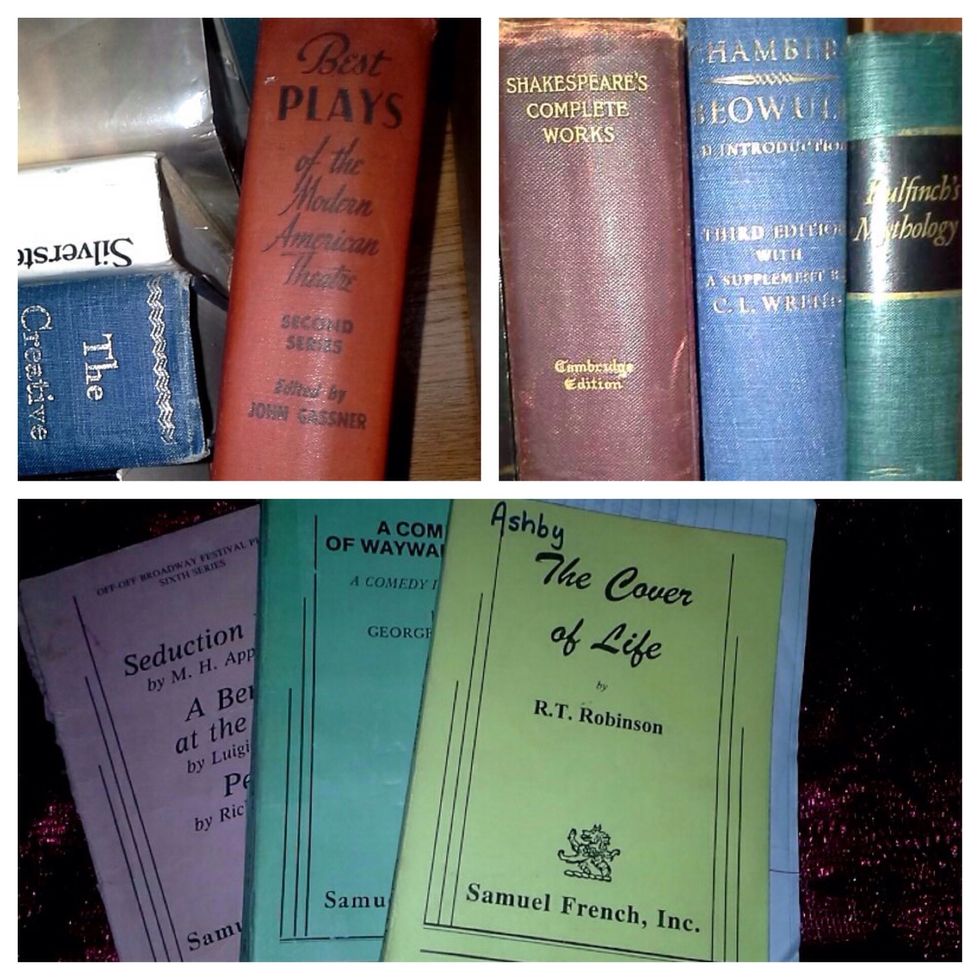 Silverst
The
Creative
Best
PLAYS
of the
Modern
American
Theatre
SECOND
SERIES
Edited by
JOHN GASSNER
SHAKESPEARE'S
COMPLETE
WORKS
Cambridge
Edition
HAMBER
BEOWUL
INTRODUCTIO
THIRD EDITION
WITH
A SUPPLEMENT B
C. L. WRENN
Bulfinch's
Mythology
OFF-OFF BROADWAY FESTIVAL P
SIXTH SERIES
Seduction
by M. H. App
A Be
at the
by Luigi
Pe
by Ric
Samu
A COM
OF WAYWA
A COMEDY I
GEORGE
Samu
Ashby
The Cover
of Life
by
R.T. Robinson
Samuel French, Inc.